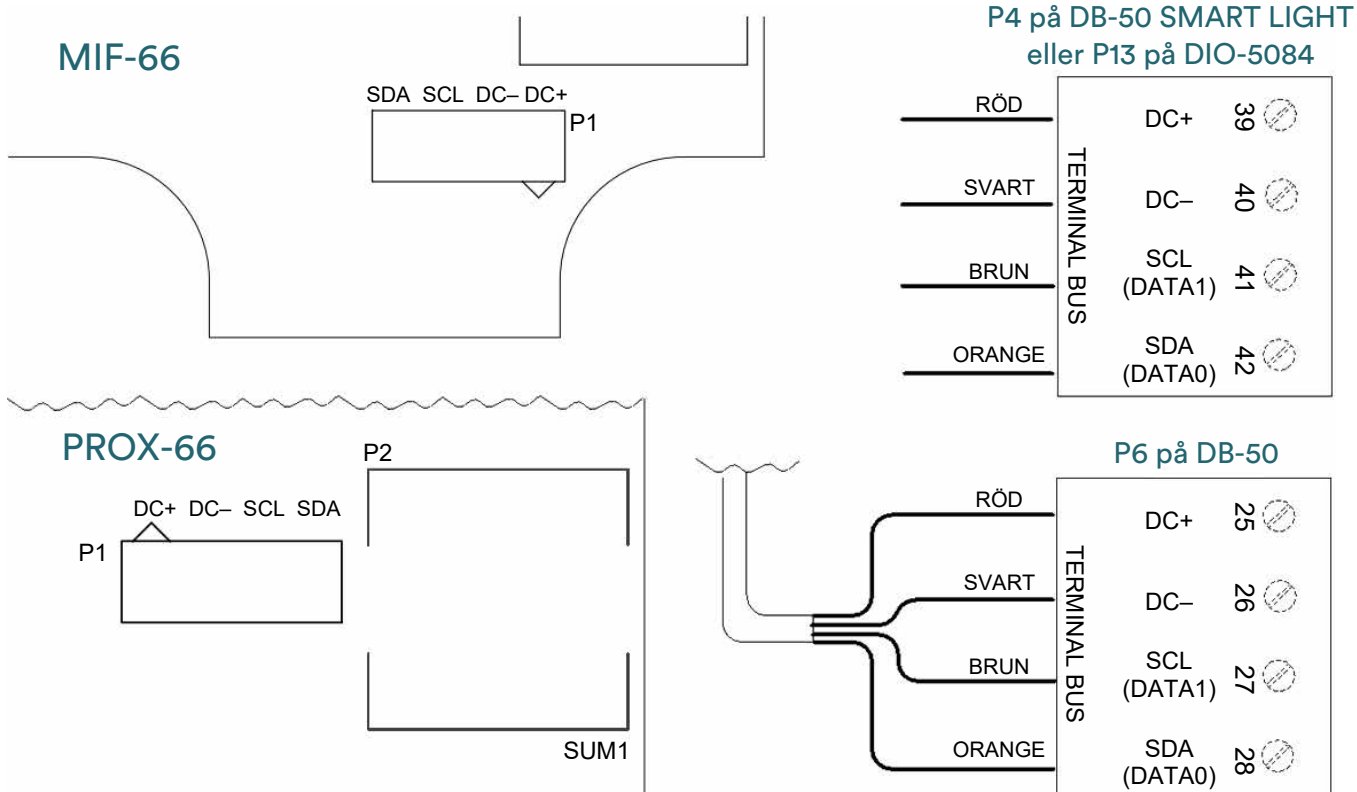 MIF-66
SDA SCL DC– DC+
P1
P4 på DB-50 SMART LIGHT
eller P13 på DIO-5084
TERMINAL BUS
RÖD DC+ 39
SVART DC– 40
BRUN SCL 41
(DATA1)
ORANGE SDA 42
(DATA0)
PROX-66
P2
DC+ DC– SCL SDA
P1
SUM1
P6 på DB-50
TERMINAL BUS
RÖD DC+ 25
SVART DC– 26
BRUN SCL 27
(DATA1)
ORANGE SDA 28
(DATA0)